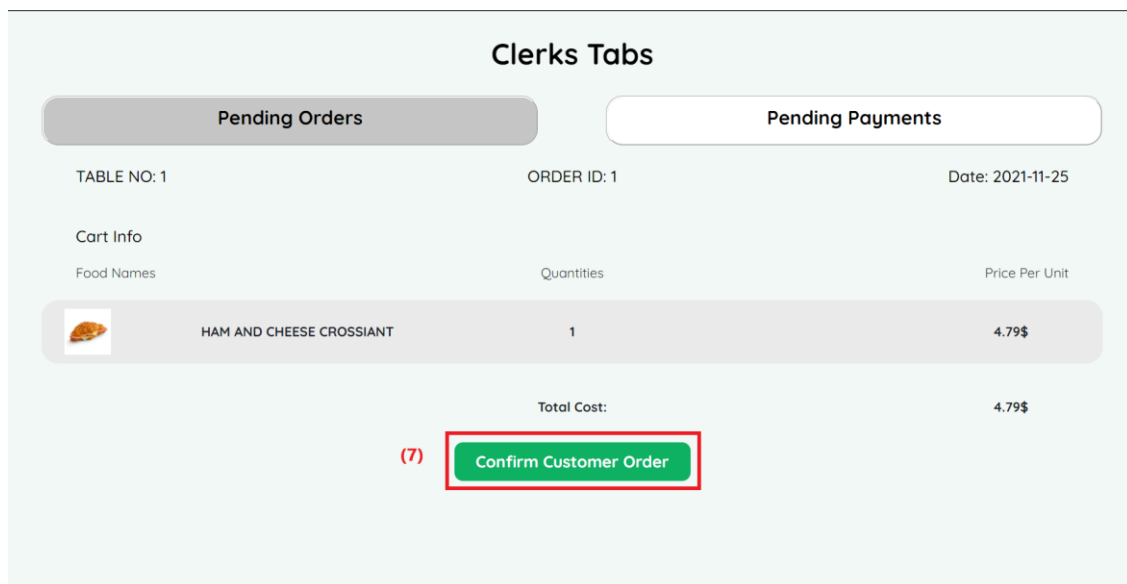 Clerks Tabs
Pending Orders Pending Payments
TABLE NO: 1 ORDER ID: 1 Date: 2021-11-25
Cart Info
Food Names Quantities Price Per Unit
HAM AND CHEESE CROSSIANT 1 4.79$
Total Cost: 4.79$
(7) Confirm Customer Order